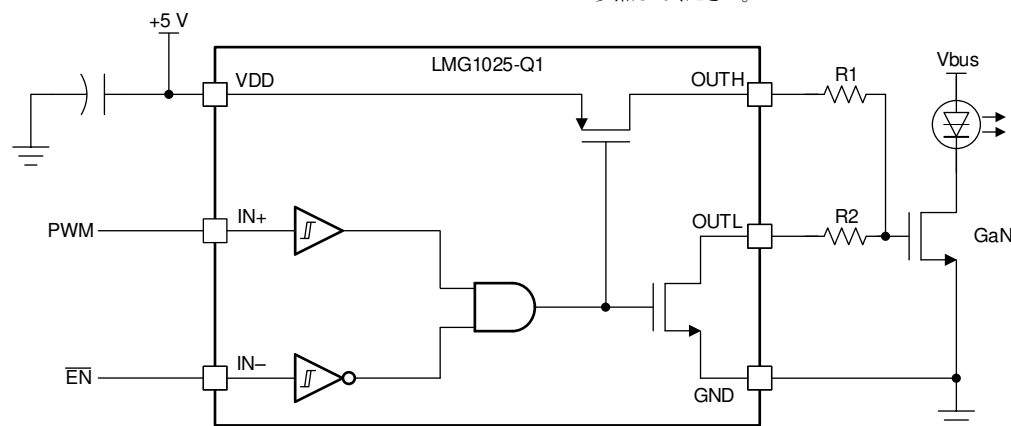 +5 V
LMG1025-Q1
VDD
OUTH
R1
Vbus
PWM
IN+
OUTL
R2
GaN
EN
IN–
GND